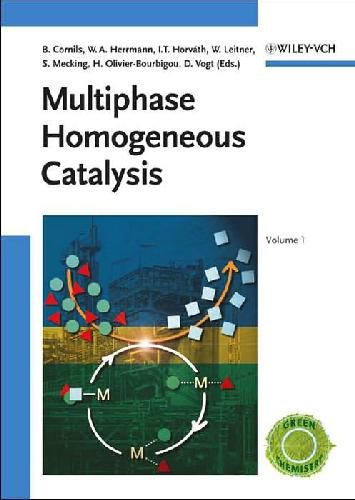 B. Cornils, W. A. Herrmann, I.T. Horváth, W. Leitner,
S. Mecking, H. Olivier-Bourbigou, D. Vogt (Eds.)
WILEY-VCH
Multiphase
Homogeneous
Catalysis
Volume 1
M
M
M
GREEN
CHEMISTRY